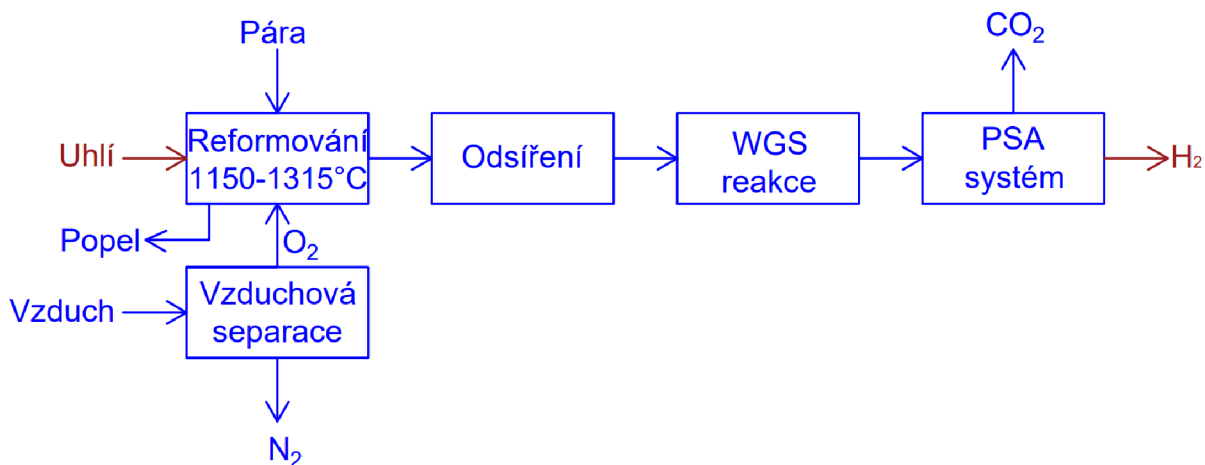 Pára
CO₂
Uhlí
Reformování
1150-1315°C
Odsíření
WGS
reakce
PSA
systém
H₂
Popel
O₂
Vzduch
Vzduchová
separace
N₂